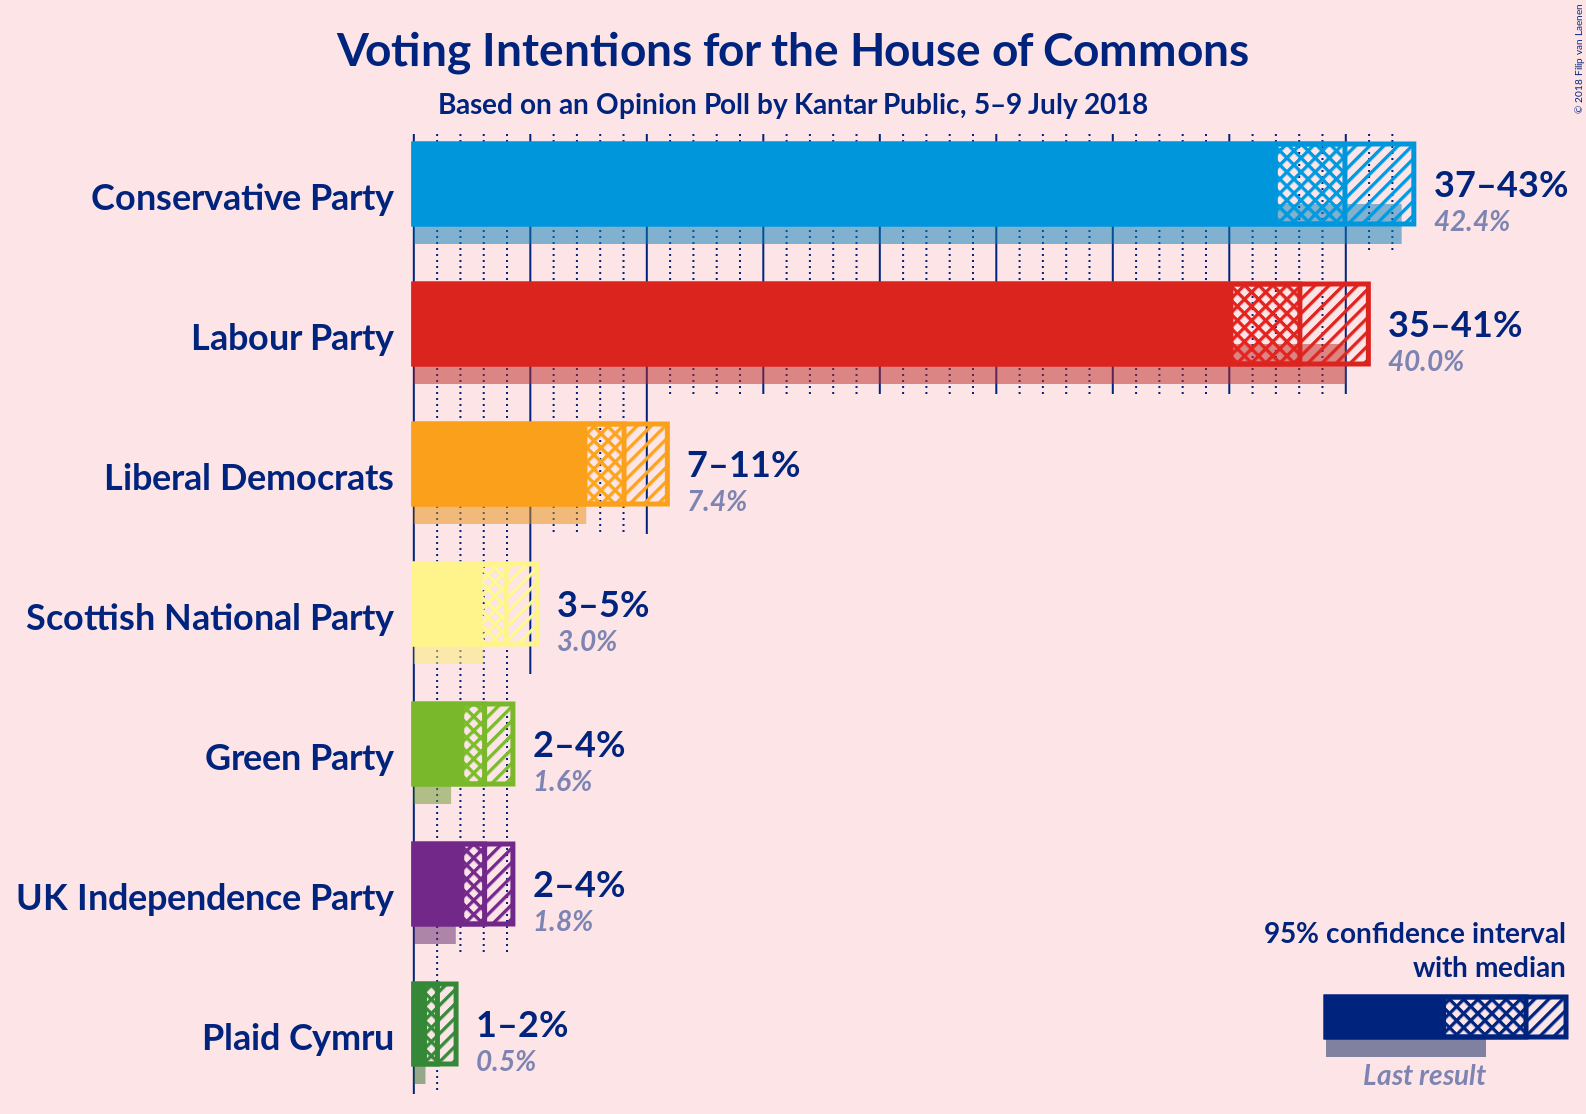 Voting Intentions for the House of Commons
Based on an Opinion Poll by Kantar Public, 5–9 July 2018
© 2018 Filip van Laenen
Conservative Party
37–43%
42.4%
Labour Party
35–41%
40.0%
Liberal Democrats
7–11%
7.4%
Scottish National Party
3–5%
3.0%
Green Party
2–4%
1.6%
UK Independence Party
2–4%
1.8%
Plaid Cymru
1–2%
0.5%
95% confidence interval
with median
Last result